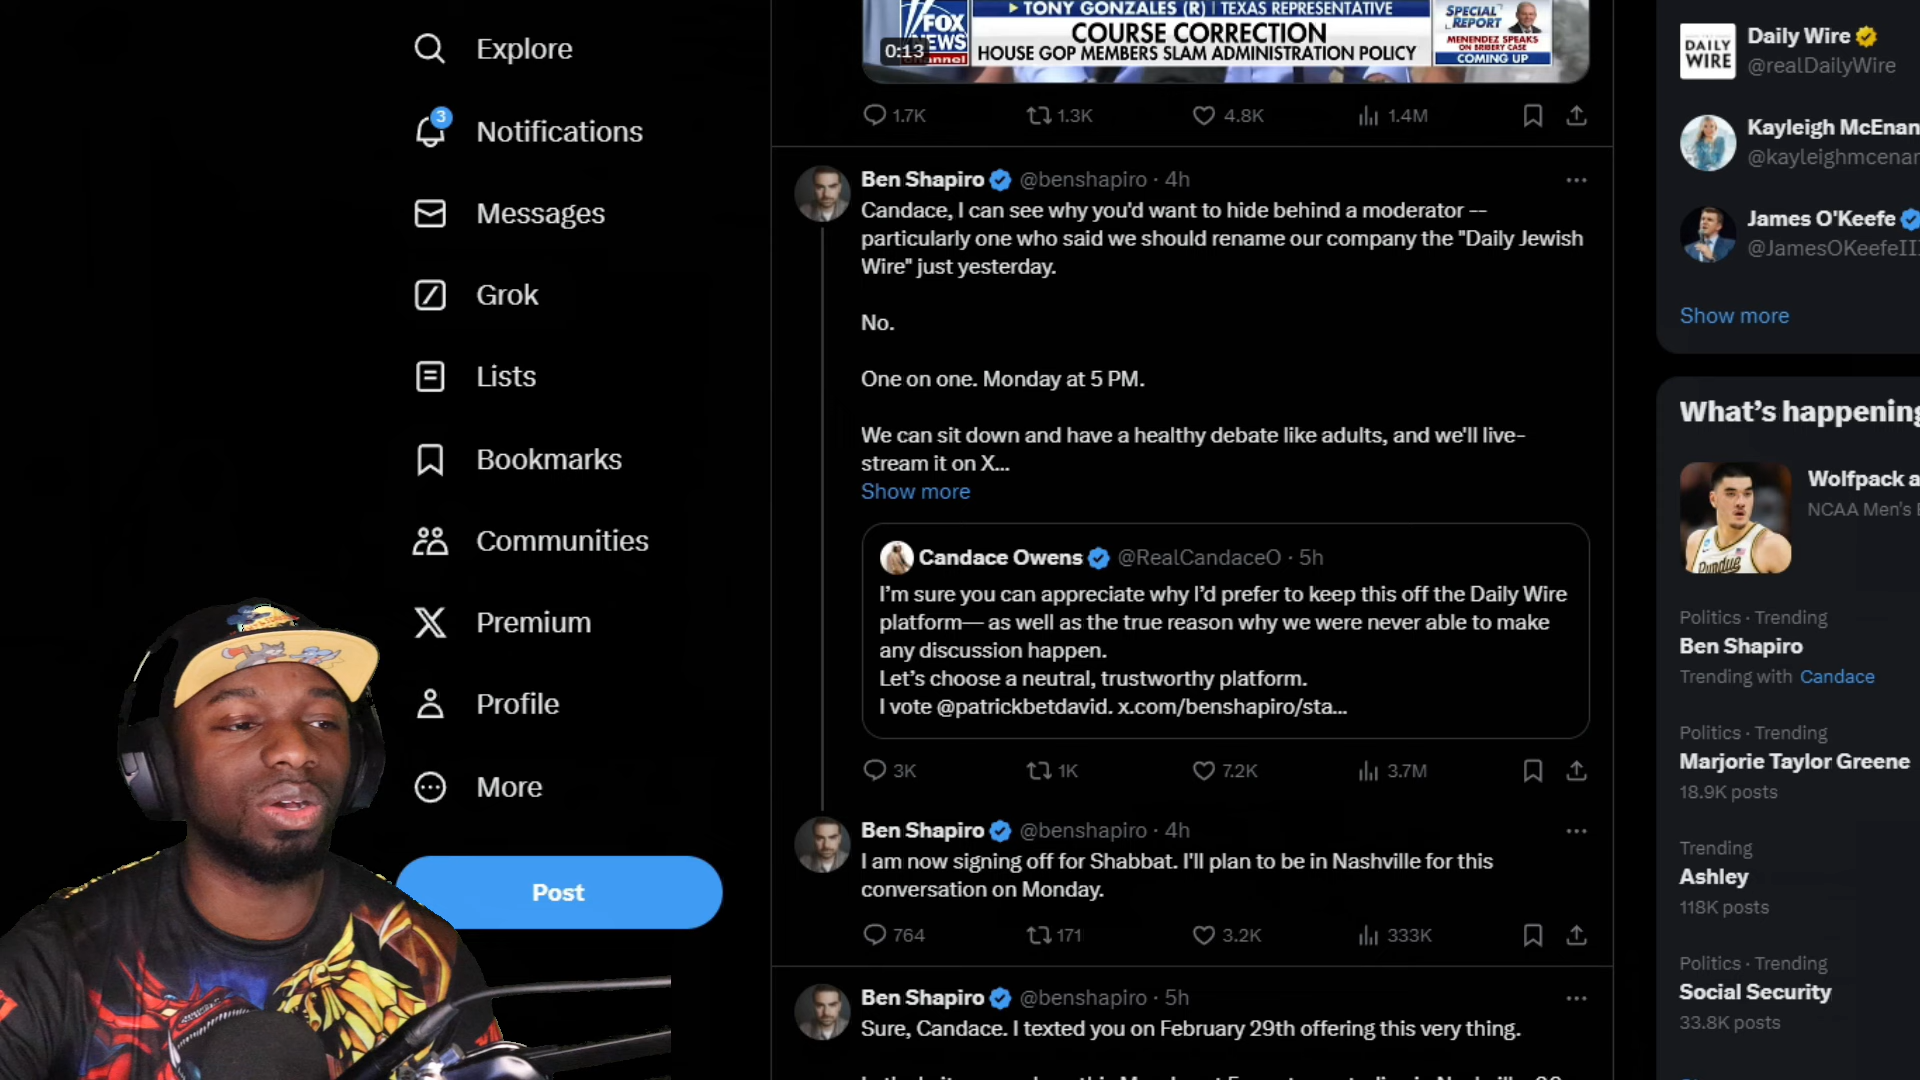 Explore
3
Notifications
Messages
Grok
Lists
Bookmarks
Communities
Premium
Profile
More
Post
FOX
NEWS
channel
0:13
TONY GONZALES (R) | TEXAS REPRESENTATIVE
COURSE CORRECTION
HOUSE GOP MEMBERS SLAM ADMINISTRATION POLICY
SPECIAL
REPORT
MENENDEZ SPEAKS
ON BRIBERY CASE
COMING UP
1.7K 1.3K 4.8K 1.4M
Ben Shapiro @benshapiro · 4h
Candace, I can see why you'd want to hide behind a moderator --
particularly one who said we should rename our company the "Daily Jewish
Wire" just yesterday.
No.
One on one. Monday at 5 PM.
We can sit down and have a healthy debate like adults, and we'll live-
stream it on X...
Show more
Candace Owens @RealCandaceO · 5h
I'm sure you can appreciate why I'd prefer to keep this off the Daily Wire
platform— as well as the true reason why we were never able to make
any discussion happen.
Let's choose a neutral, trustworthy platform.
I vote @patrickbetdavid. x.com/benshapiro/sta...
3K 1K 7.2K 3.7M
Ben Shapiro @benshapiro · 4h
I am now signing off for Shabbat. I'll plan to be in Nashville for this
conversation on Monday.
764 171 3.2K 333K
Ben Shapiro @benshapiro · 5h
Sure, Candace. I texted you on February 29th offering this very thing.
DAILY
WIRE
Daily Wire
@realDailyWire
Kayleigh McEnan
@kayleighmcenan
James O'Keefe
@JamesOKeefeIII
Show more
What's happening
Wolfpack a
NCAA Men's B
Purdue
Politics · Trending
Ben Shapiro
Trending with Candace
Politics · Trending
Marjorie Taylor Greene
18.9K posts
Trending
Ashley
118K posts
Politics · Trending
Social Security
33.8K posts